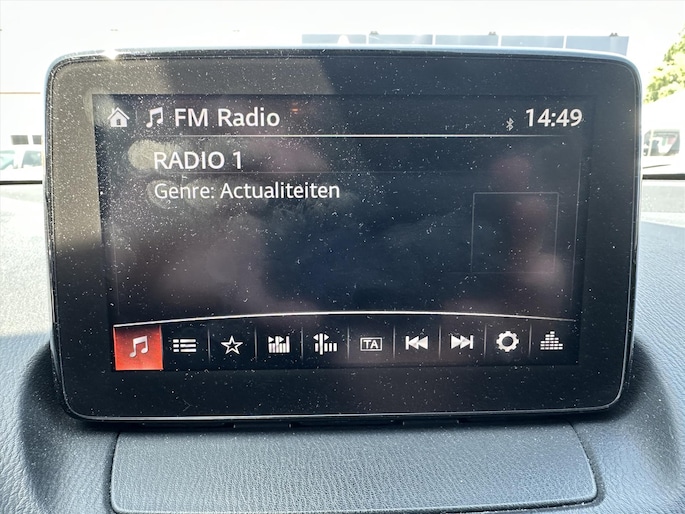 FM Radio
14:49
RADIO 1
Genre: Actualiteiten
TA